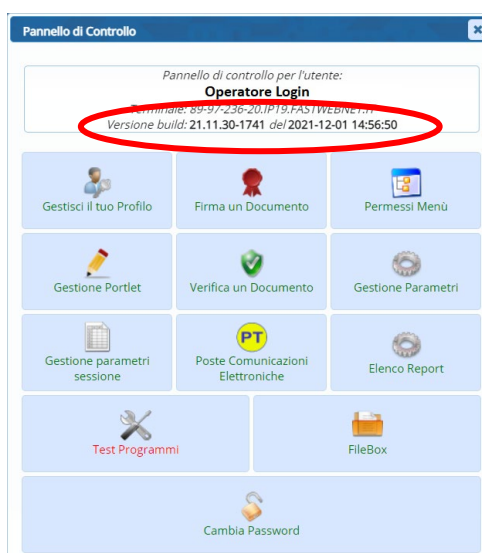 Pannello di Controllo
Pannello di controllo per l'utente:
Operatore Login
Terminale: 89-97-236-20.IP19.FASTWEBNET.IT
Versione build: 21.11.30-1741 del 2021-12-01 14:56:50
Gestisci il tuo Profilo
Firma un Documento
Permessi Menù
Gestione Portlet
Verifica un Documento
Gestione Parametri
Gestione parametri
sessione
PT
Poste Comunicazioni
Elettroniche
Elenco Report
Test Programmi
FileBox
Cambia Password